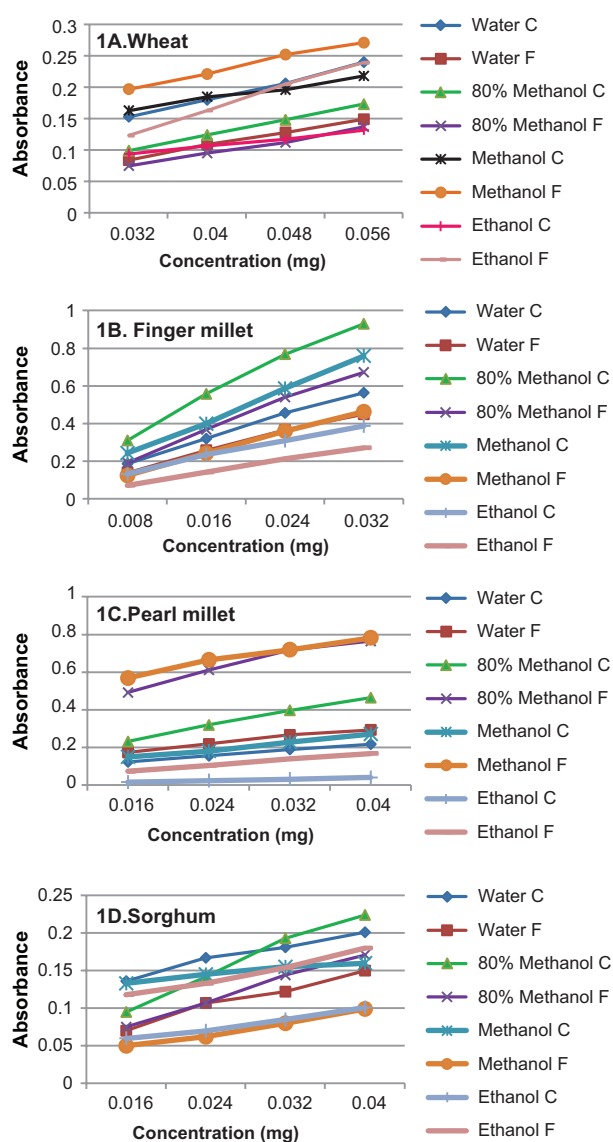 1A.Wheat
Absorbance
0.3
0.25
0.2
0.15
0.1
0.05
0
0.032 0.04 0.048 0.056
Concentration (mg)
Water C
Water F
80% Methanol C
80% Methanol F
Methanol C
Methanol F
Ethanol C
Ethanol F
1B. Finger millet
Absorbance
1
0.8
0.6
0.4
0.2
0
0.008 0.016 0.024 0.032
Concentration (mg)
Water C
Water F
80% Methanol C
80% Methanol F
Methanol C
Methanol F
Ethanol C
Ethanol F
1C.Pearl millet
Absorbance
1
0.8
0.6
0.4
0.2
0
0.016 0.024 0.032 0.04
Concentration (mg)
Water C
Water F
80% Methanol C
80% Methanol F
Methanol C
Methanol F
Ethanol C
Ethanol F
1D.Sorghum
Absorbance
0.25
0.2
0.15
0.1
0.05
0
0.016 0.024 0.032 0.04
Concentration (mg)
Water C
Water F
80% Methanol C
80% Methanol F
Methanol C
Methanol F
Ethanol C
Ethanol F